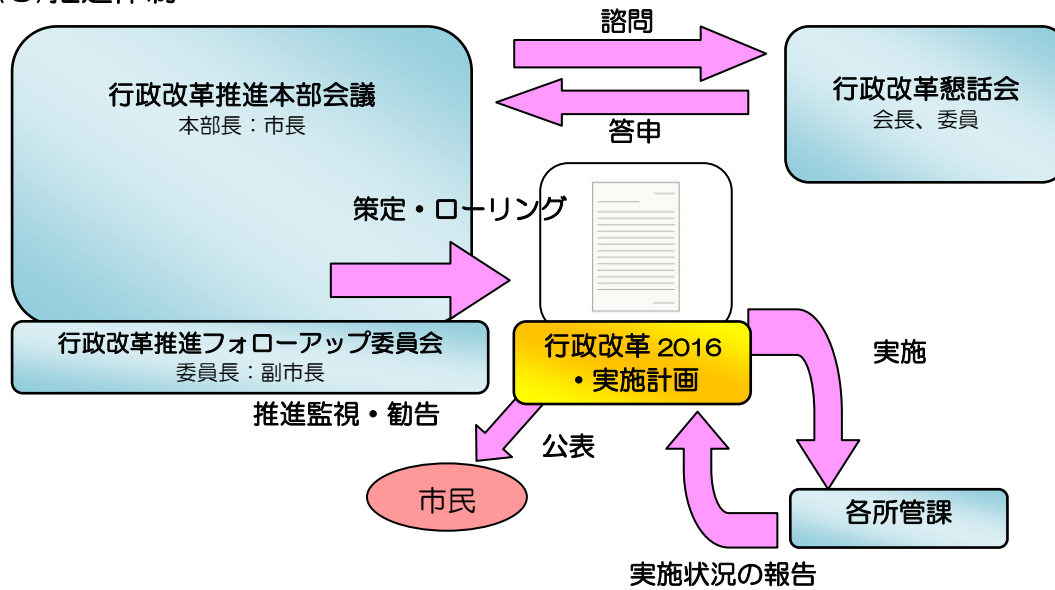 諮問
行政改革推進本部会議
本部長：市長
行政改革懇話会
会長、委員
答申
策定・ローリング
行政改革推進フォローアップ委員会
委員長：副市長
行政改革 2016
・実施計画
実施
推進監視・勧告
公表
市民
各所管課
実施状況の報告